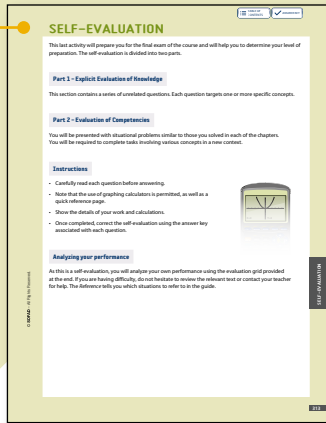 SELF-EVALUATION
This last activity will prepare you for the final exam of the course and will help you to determine your level of
preparation. The self-evaluation is divided into two parts.
Part 1 – Explicit Evaluation of Knowledge
This section contains a series of unrelated questions. Each question targets one or more specific concepts.
Part 2 – Evaluation of Competencies
You will be presented with situational problems similar to those you solved in each of the chapters.
You will be required to complete tasks involving various concepts in a new context.
Instructions
• Carefully read each question before answering.
• Note that the use of graphing calculators is permitted, as well as a
quick reference page.
• Show the details of your work and calculations.
• Once completed, correct the self-evaluation using the answer key
associated with each question.
Analyzing your performance
As this is a self-evaluation, you will analyze your own performance using the evaluation grid provided
at the end. If you are having difficulty, do not hesitate to review the relevant text or contact your teacher
for help. The Reference tells you which situations to refer to in the guide.
© SOFAD - All Rights Reserved.
SELF-EVALUATION
313